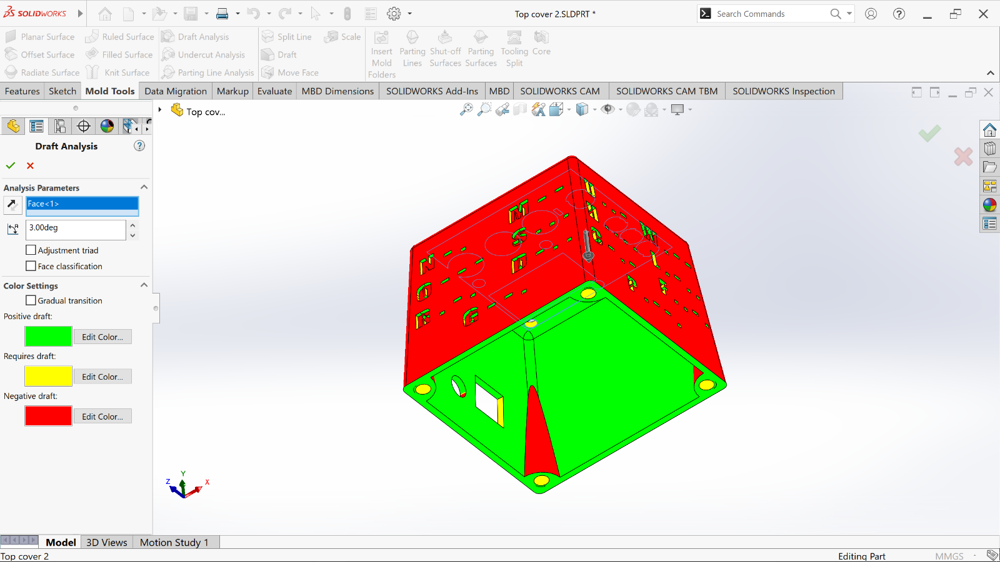 SOLIDWORKS
Top cover 2.SLDPRT *
Search Commands
Planar Surface
Ruled Surface
Draft Analysis
Split Line
Scale
Offset Surface
Filled Surface
Undercut Analysis
Draft
Radiate Surface
Knit Surface
Parting Line Analysis
Move Face
Insert Mold Folders
Parting Lines
Shut-off Surfaces
Parting Surfaces
Tooling Split
Core
Features
Sketch
Mold Tools
Data Migration
Markup
Evaluate
MBD Dimensions
SOLIDWORKS Add-Ins
MBD
SOLIDWORKS CAM
SOLIDWORKS CAM TBM
SOLIDWORKS Inspection
Top cov...
Draft Analysis
Analysis Parameters
Face<1>
3.00deg
Adjustment triad
Face classification
Color Settings
Gradual transition
Positive draft:
Edit Color...
Requires draft:
Edit Color...
Negative draft:
Edit Color...
Y
Z
X
Model
3D Views
Motion Study 1
Top cover 2
Editing Part
MMGS